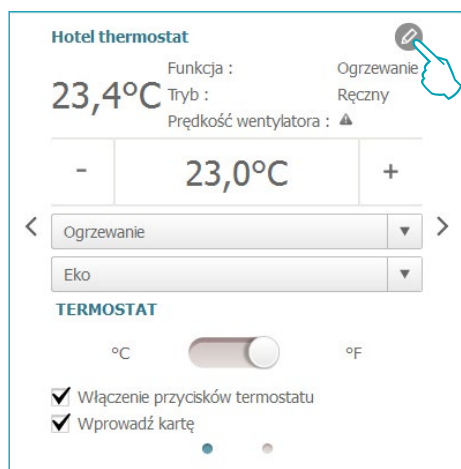 Hotel thermostat
23,4°C
Funkcja : Ogrzewanie
Tryb : Ręczny
Prędkość wentylatora :
- 23,0°C +
Ogrzewanie
Eko
TERMOSTAT
°C °F
Włączenie przycisków termostatu
Wprowadź kartę